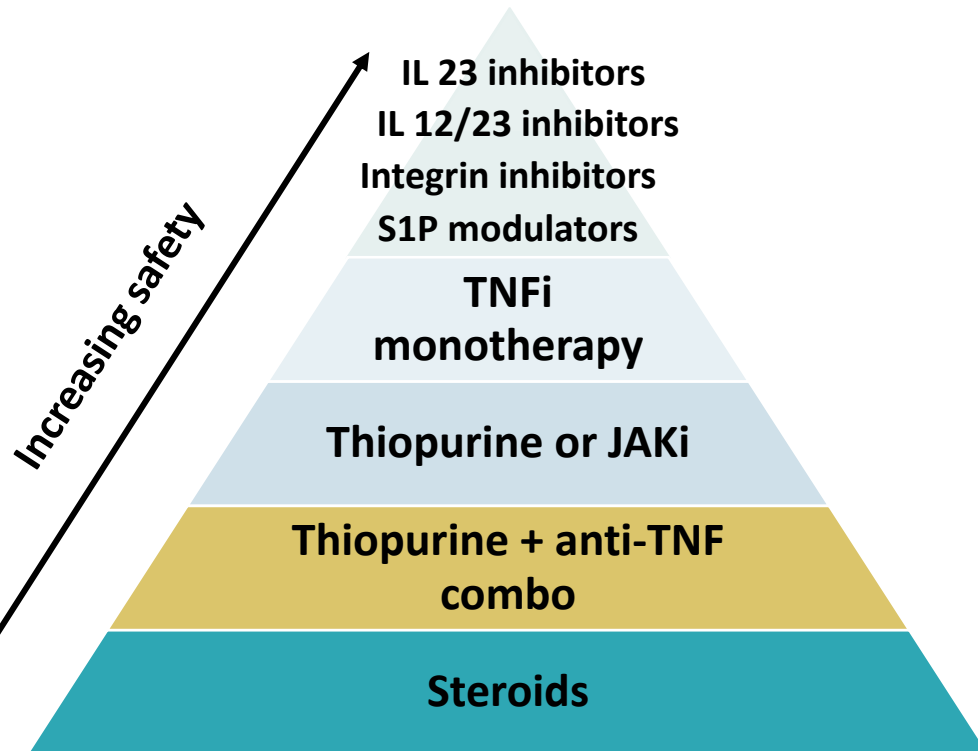 IL 23 inhibitors
IL 12/23 inhibitors
Integrin inhibitors
S1P modulators
Increasing safety
TNFi
monotherapy
Thiopurine or JAKi
Thiopurine + anti-TNF
combo
Steroids